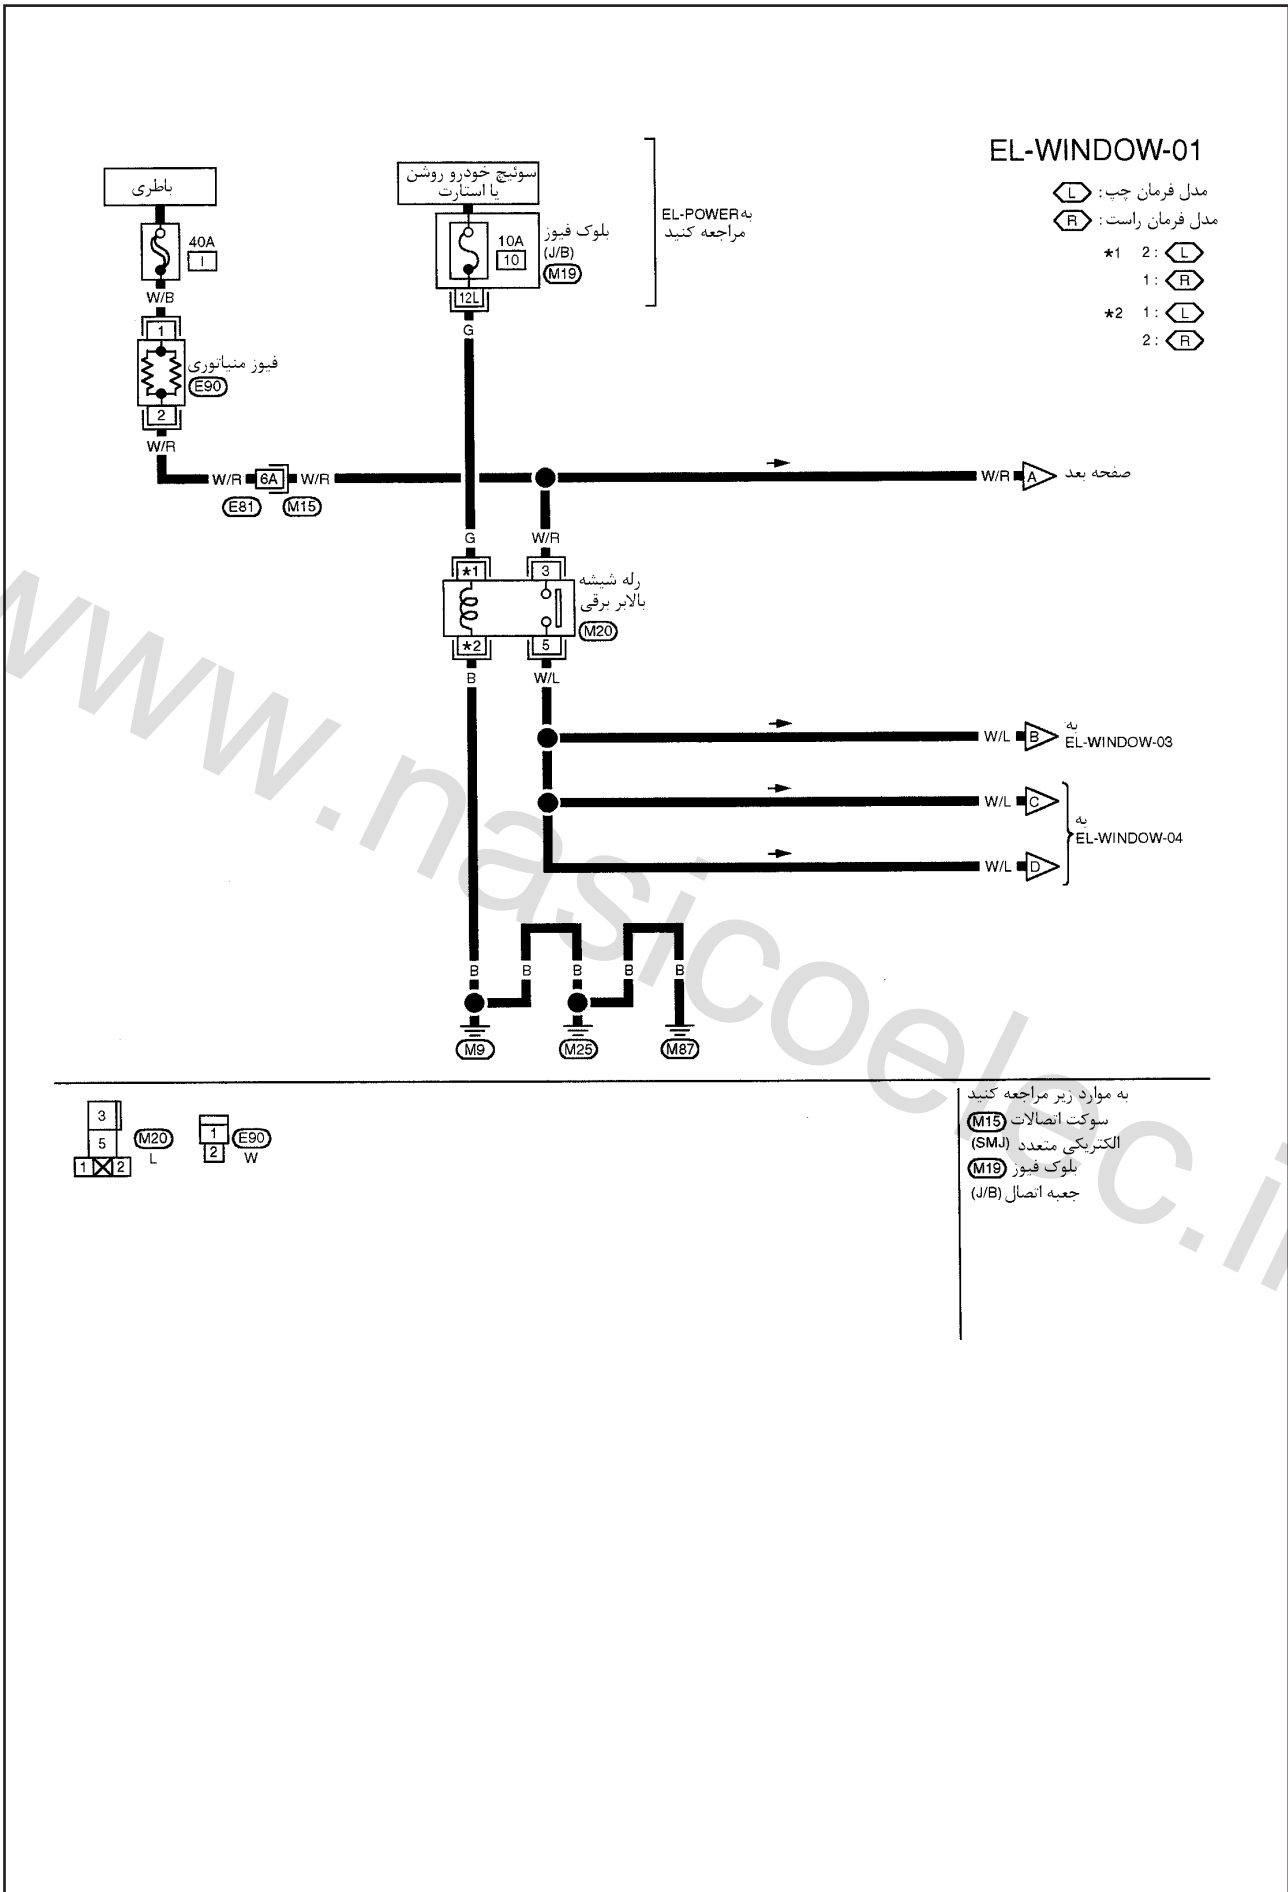 EL-WINDOW-01
مدل فرمان چپ : L
مدل فرمان راست : R
*1 2 : L
1 : R
*2 1 : L
2 : R
باطری
40A
I
W/B
1
فیوز منیاتوری
E90
2
W/R
سوئیچ خودرو روشن
یا استارت
بلوک فیوز
(J/B)
M19
10A
10
12L
G
به EL-POWER
مراجعه کنید
W/R 6A W/R
E81 M15
W/R A صفحه بعد
G W/R
*1 3
رله شیشه
بالابر برقی
M20
*2 5
B W/L
W/L B به
EL-WINDOW-03
W/L C
به
EL-WINDOW-04
W/L D
B B B B B
M9 M25 M87
3
5
1 2
M20
L
1
2
E90
W
به موارد زیر مراجعه کنید
سوکت اتصالات M15
الکتریکی متعدد (SMJ)
بلوک فیوز M19
جعبه اتصال (J/B)
www.nasicoelec.ir